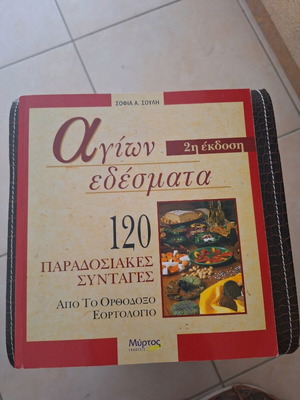 ΣΟΦΙΑ Α. ΣΟΥΛΗ
αγίων
2η έκδοση
εδέσματα
120
ΠΑΡΑΔΟΣΙΑΚΕΣ
ΣΥΝΤΑΓΕΣ
ΑΠΟ ΤΟ ΟΡΘΟΔΟΞΟ
ΕΟΡΤΟΛΟΓΙΟ
Μύρτος